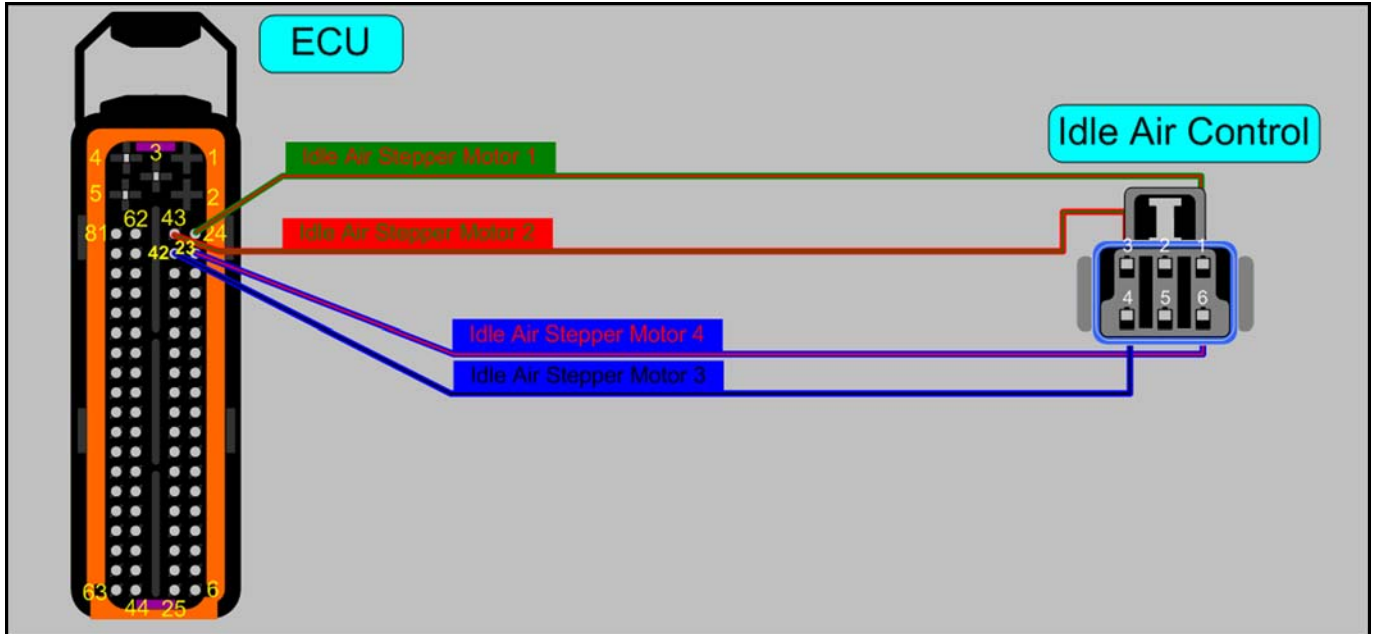 ECU
Idle Air Control
4 3 1
5 2
Idle Air Stepper Motor 1
62 43
81 24
Idle Air Stepper Motor 2
42 23
3 2 1
4 5 6
Idle Air Stepper Motor 4
Idle Air Stepper Motor 3
63 6
44 25